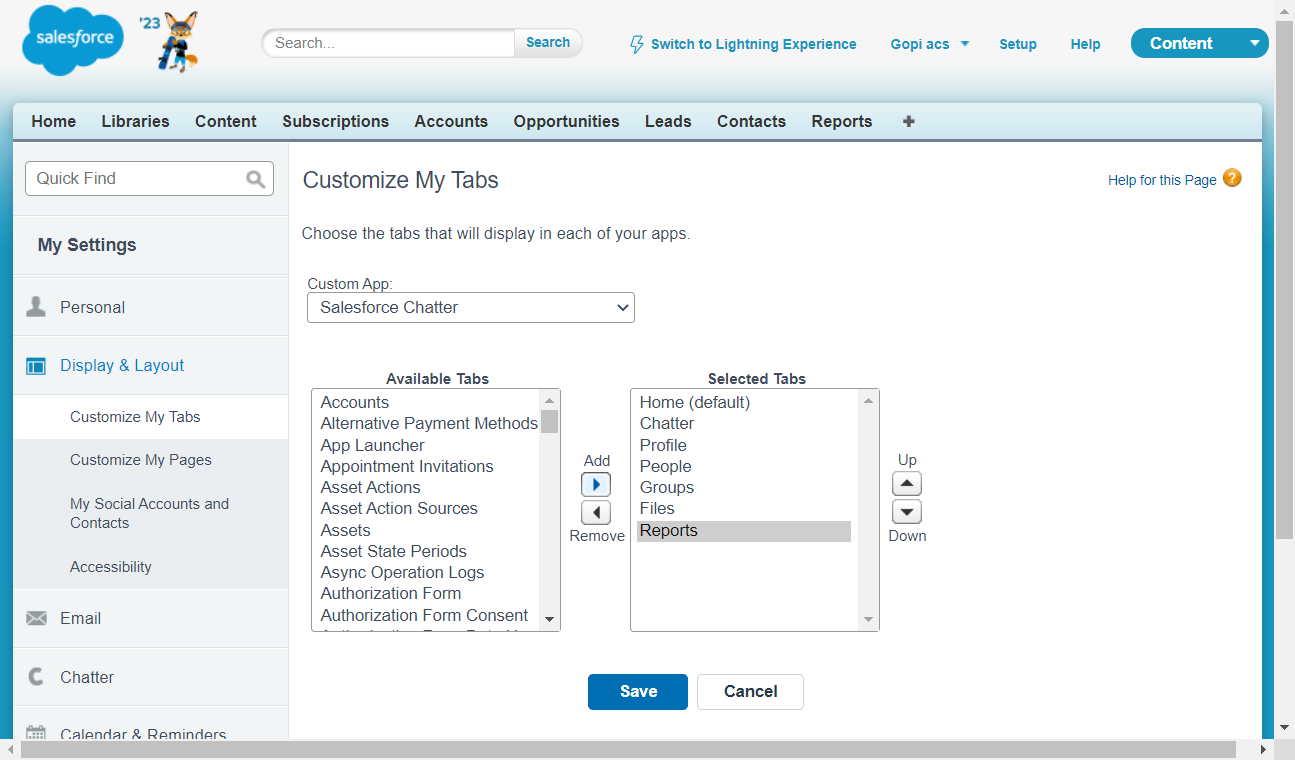 salesforce
'23
Search...
Search
Switch to Lightning Experience
Gopi acs
Setup
Help
Content
Home
Libraries
Content
Subscriptions
Accounts
Opportunities
Leads
Contacts
Reports
Quick Find
Customize My Tabs
Help for this Page
?
My Settings
Choose the tabs that will display in each of your apps.
Personal
Custom App:
Salesforce Chatter
Display & Layout
Customize My Tabs
Customize My Pages
My Social Accounts and
Contacts
Accessibility
Email
Chatter
Calendar & Reminders
Available Tabs
Accounts
Alternative Payment Methods
App Launcher
Appointment Invitations
Asset Actions
Asset Action Sources
Assets
Asset State Periods
Async Operation Logs
Authorization Form
Authorization Form Consent
Add
Remove
Selected Tabs
Home (default)
Chatter
Profile
People
Groups
Files
Reports
Up
Down
Save
Cancel